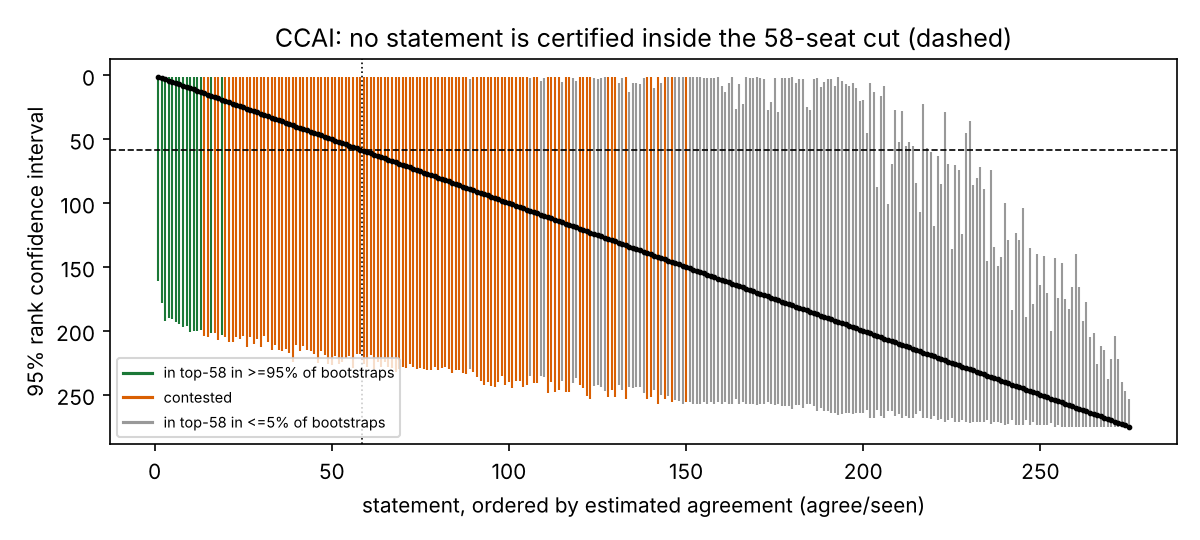 CCAI: no statement is certified inside the 58-seat cut (dashed)
95% rank confidence interval
0
50
100
150
200
250
in top-58 in >=95% of bootstraps
contested
in top-58 in <=5% of bootstraps
0
50
100
150
200
250
statement, ordered by estimated agreement (agree/seen)